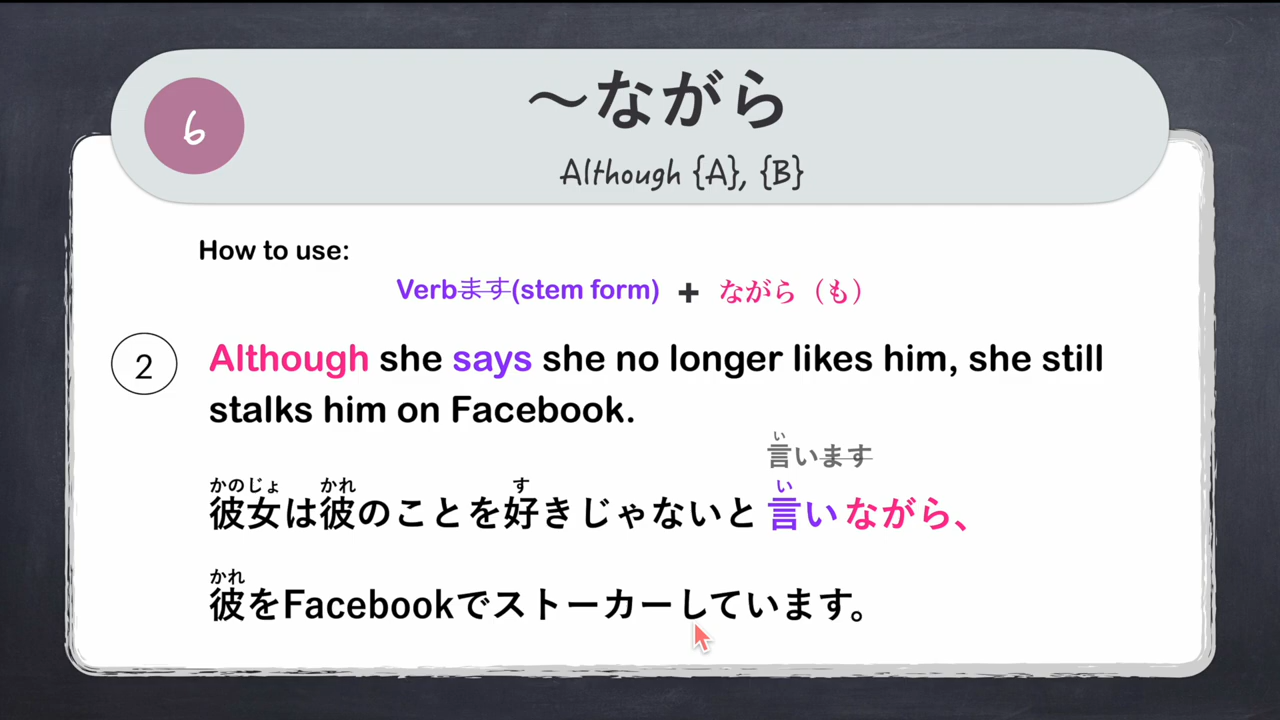 6
～ながら
Although {A}, {B}
How to use:
Verbます(stem form) + ながら（も）
2
Although she says she no longer likes him, she still
stalks him on Facebook.
い
言います
かのじょ かれ す い
彼女は彼のことを好きじゃないと 言い ながら、
かれ
彼をFacebookでストーカーしています。